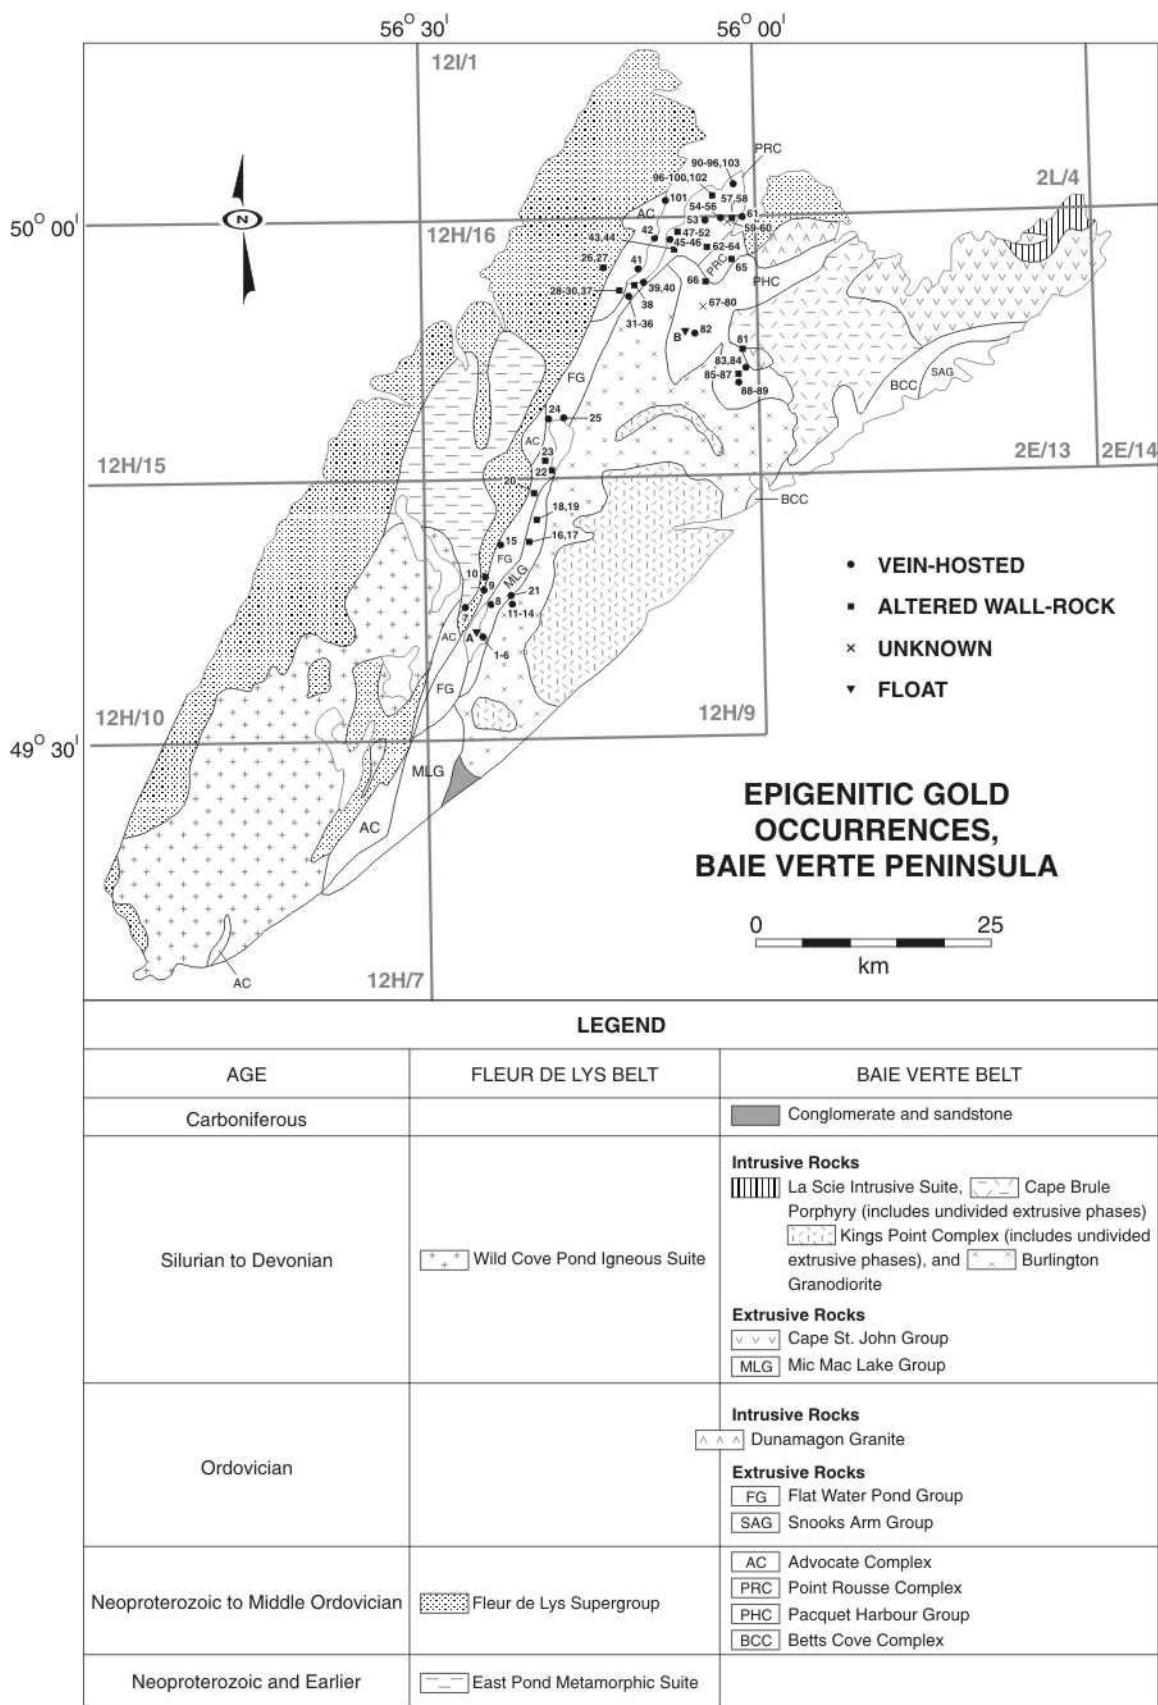 56° 30' 56° 00'
12I/1
PRC
90-96,103
96-100,102
2L/4
57,58
54-56
101
61
AC
53
50° 00'
12H/16
42
47-52
59-60
43,44
45-46
62-64
26,27
41
PRC
65
PHC
66
28-30,37
39,40
38
67-80
31-36
B
82
81
83,84
FG
85-87
BCC
SAG
88-89
24
25
AC
23
12H/15
2E/13
2E/14
22
20
BCC
18,19
15
16,17
FG
10
MLG
9
21
8
7
11-14
A
AC
1-6
FG
12H/10
12H/9
49° 30'
MLG
AC
AC
12H/7
N
VEIN-HOSTED
ALTERED WALL-ROCK
UNKNOWN
FLOAT
EPIGENITIC GOLD
OCCURRENCES,
BAIE VERTE PENINSULA
0 25
km
LEGEND
AGE FLEUR DE LYS BELT BAIE VERTE BELT
Carboniferous Conglomerate and sandstone
Intrusive Rocks
La Scie Intrusive Suite, Cape Brule
Porphyry (includes undivided extrusive phases)
Kings Point Complex (includes undivided
Silurian to Devonian Wild Cove Pond Igneous Suite extrusive phases), and Burlington
Granodiorite
Extrusive Rocks
Cape St. John Group
MLG Mic Mac Lake Group
Intrusive Rocks
Dunamagon Granite
Ordovician
Extrusive Rocks
FG Flat Water Pond Group
SAG Snooks Arm Group
AC Advocate Complex
PRC Point Rousse Complex
Neoproterozoic to Middle Ordovician Fleur de Lys Supergroup
PHC Pacquet Harbour Group
BCC Betts Cove Complex
Neoproterozoic and Earlier East Pond Metamorphic Suite